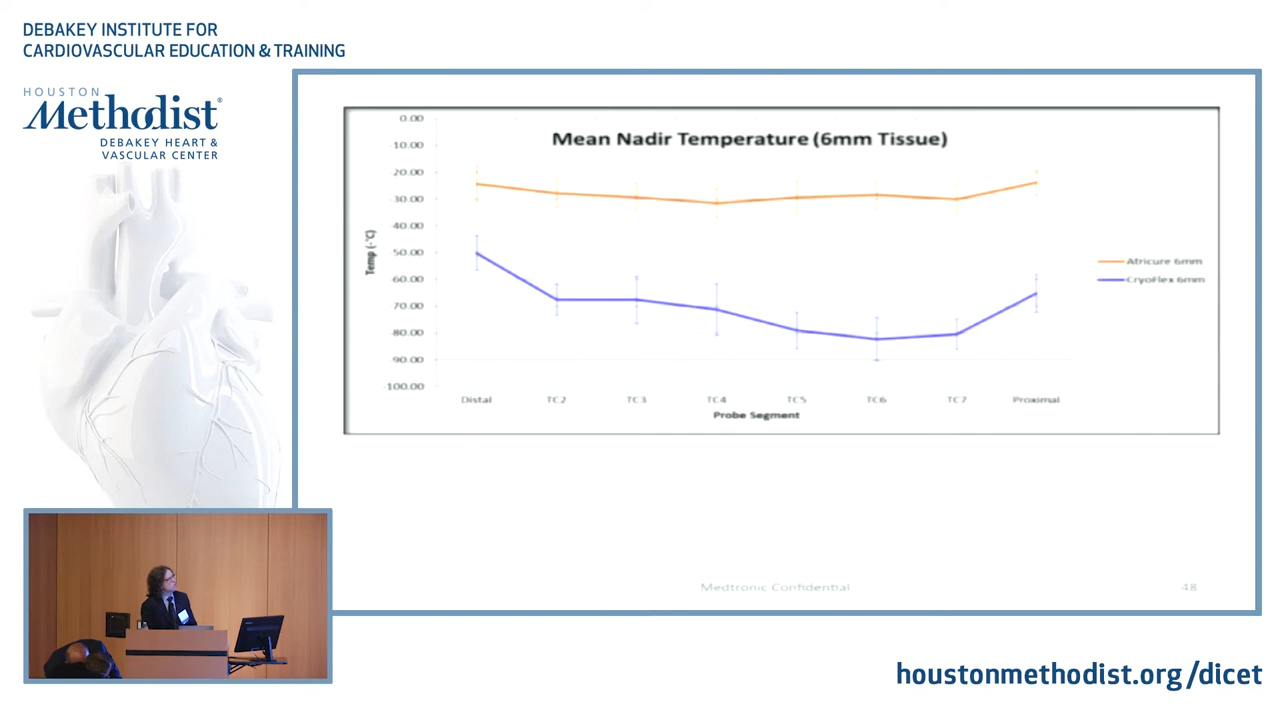 DEBAKEY INSTITUTE FOR
CARDIOVASCULAR EDUCATION & TRAINING
HOUSTON
Methodist®
DEBAKEY HEART &
VASCULAR CENTER
Mean Nadir Temperature (6mm Tissue)
0.00
-10.00
-20.00
-30.00
-40.00
-50.00
-60.00
-70.00
-80.00
-90.00
-100.00
Temp (-°C)
Distal TC2 TC3 TC4 TC5 TC6 TC7 Proximal
Probe Segment
Atricure 6mm
CryoFlex 6mm
Medtronic Confidential 48
houstonmethodist.org/dicet